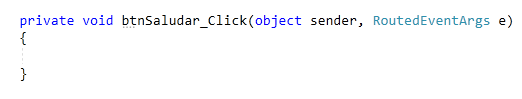 private void btnSaludar_Click(object sender, RoutedEventArgs e)
{
}